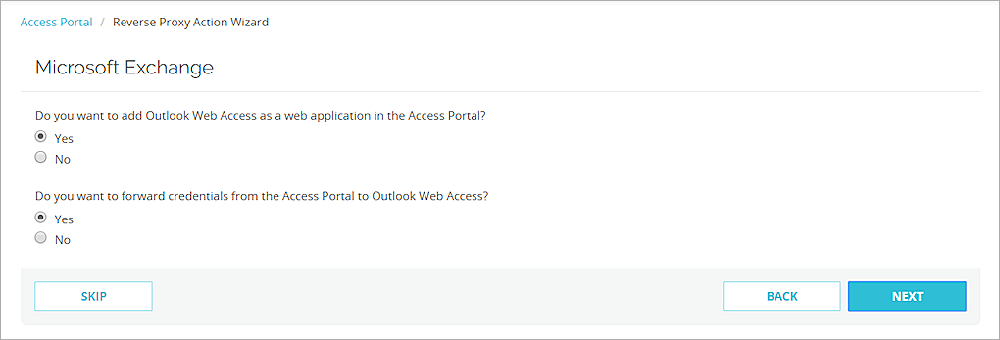 Access Portal / Reverse Proxy Action Wizard
Microsoft Exchange
Do you want to add Outlook Web Access as a web application in the Access Portal?
Yes
No
Do you want to forward credentials from the Access Portal to Outlook Web Access?
Yes
No
SKIP BACK NEXT